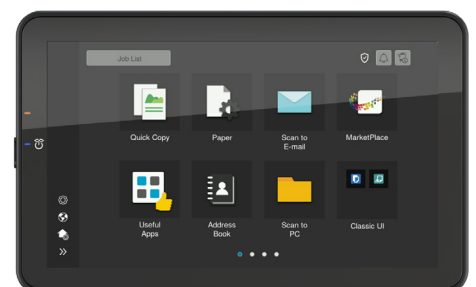 Job List
Quick Copy
Paper
Scan to
E-mail
MarketPlace
Useful
Apps
Address
Book
Scan to
PC
Classic UI